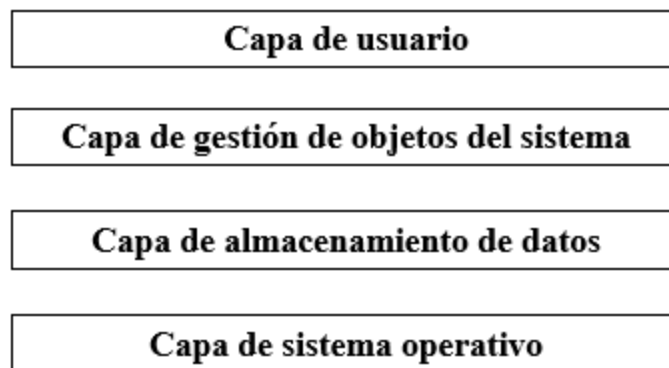 Capa de usuario
Capa de gestión de objetos del sistema
Capa de almacenamiento de datos
Capa de sistema operativo